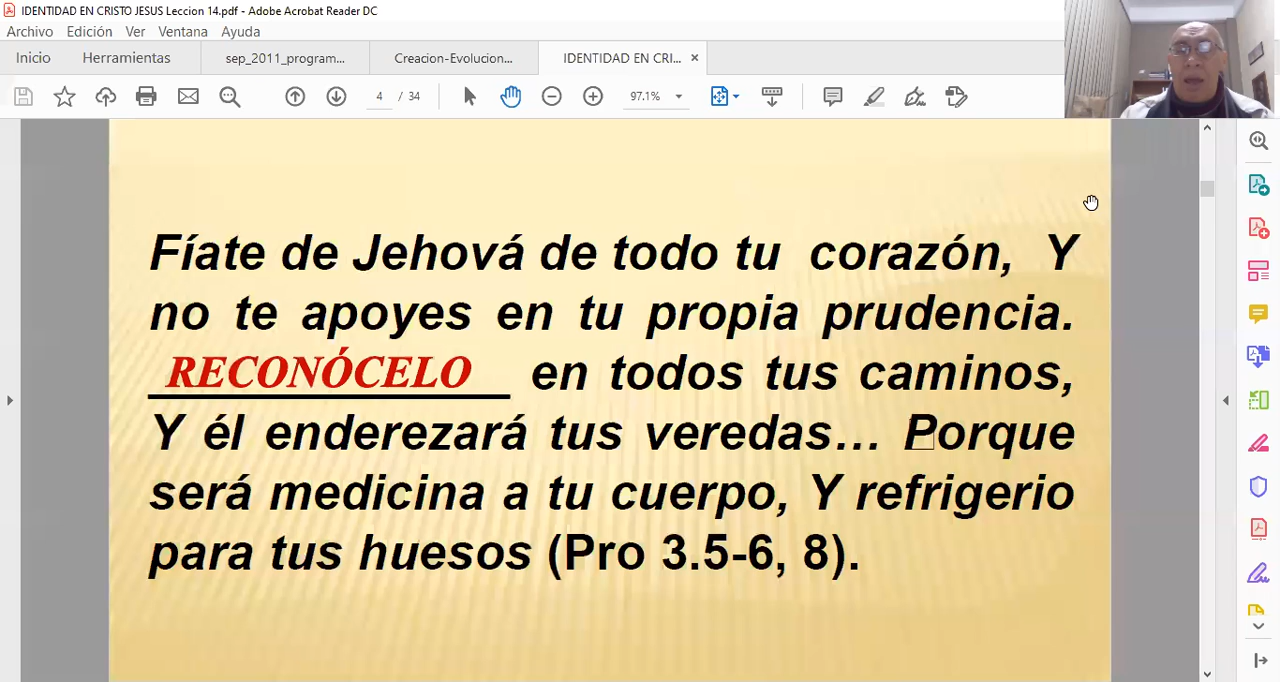 IDENTIDAD EN CRISTO JESUS Leccion 14.pdf - Adobe Acrobat Reader DC
Archivo Edición Ver Ventana Ayuda
Inicio Herramientas sep_2011_program... Creacion-Evolucion... IDENTIDAD EN CRI... ×
4 / 34 97.1%
Fíate de Jehová de todo tu corazón, Y
no te apoyes en tu propia prudencia.
RECONÓCELO en todos tus caminos,
Y él enderezará tus veredas... Porque
será medicina a tu cuerpo, Y refrigerio
para tus huesos (Pro 3.5-6, 8).